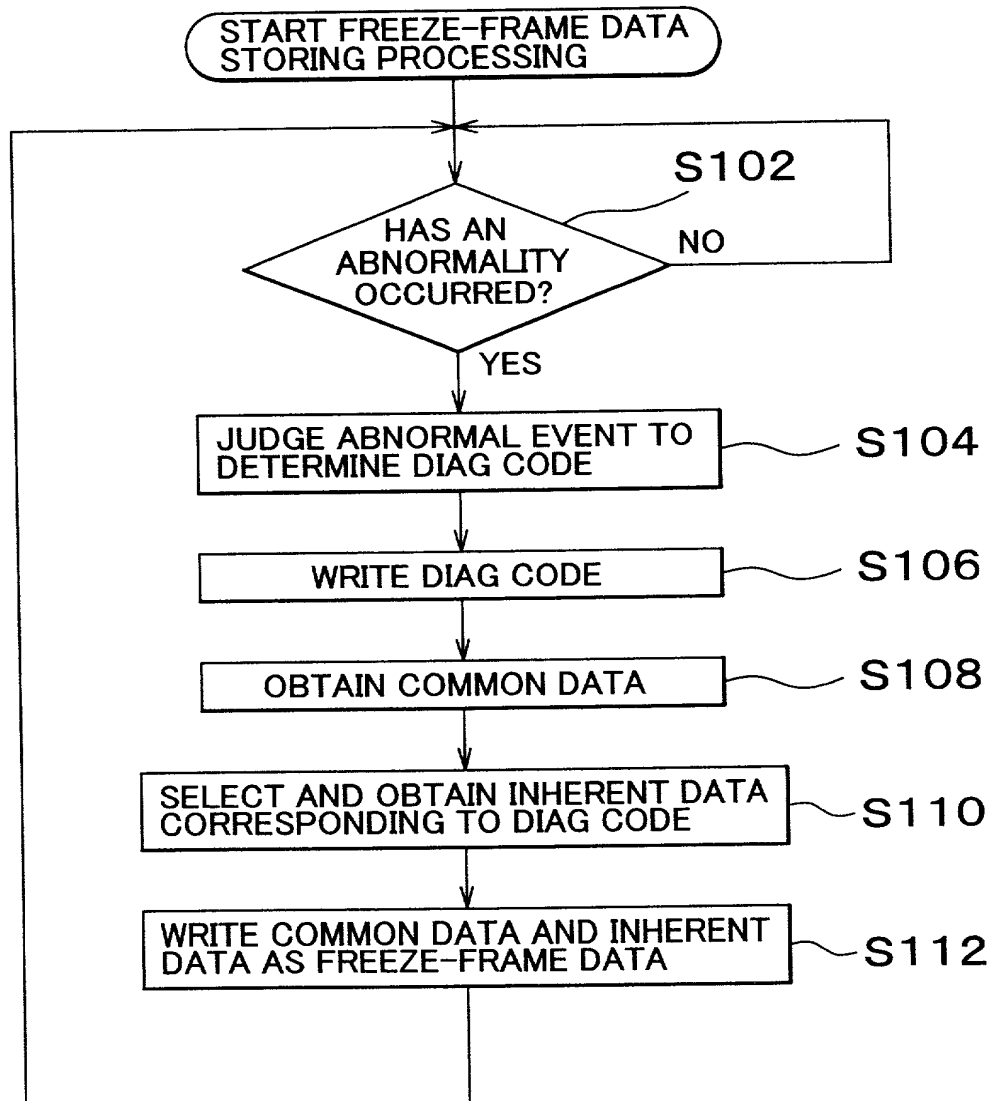 START FREEZE-FRAME DATA
STORING PROCESSING
S102
HAS AN
ABNORMALITY
OCCURRED?
NO
YES
JUDGE ABNORMAL EVENT TO
DETERMINE DIAG CODE
S104
WRITE DIAG CODE
S106
OBTAIN COMMON DATA
S108
SELECT AND OBTAIN INHERENT DATA
CORRESPONDING TO DIAG CODE
S110
WRITE COMMON DATA AND INHERENT
DATA AS FREEZE-FRAME DATA
S112